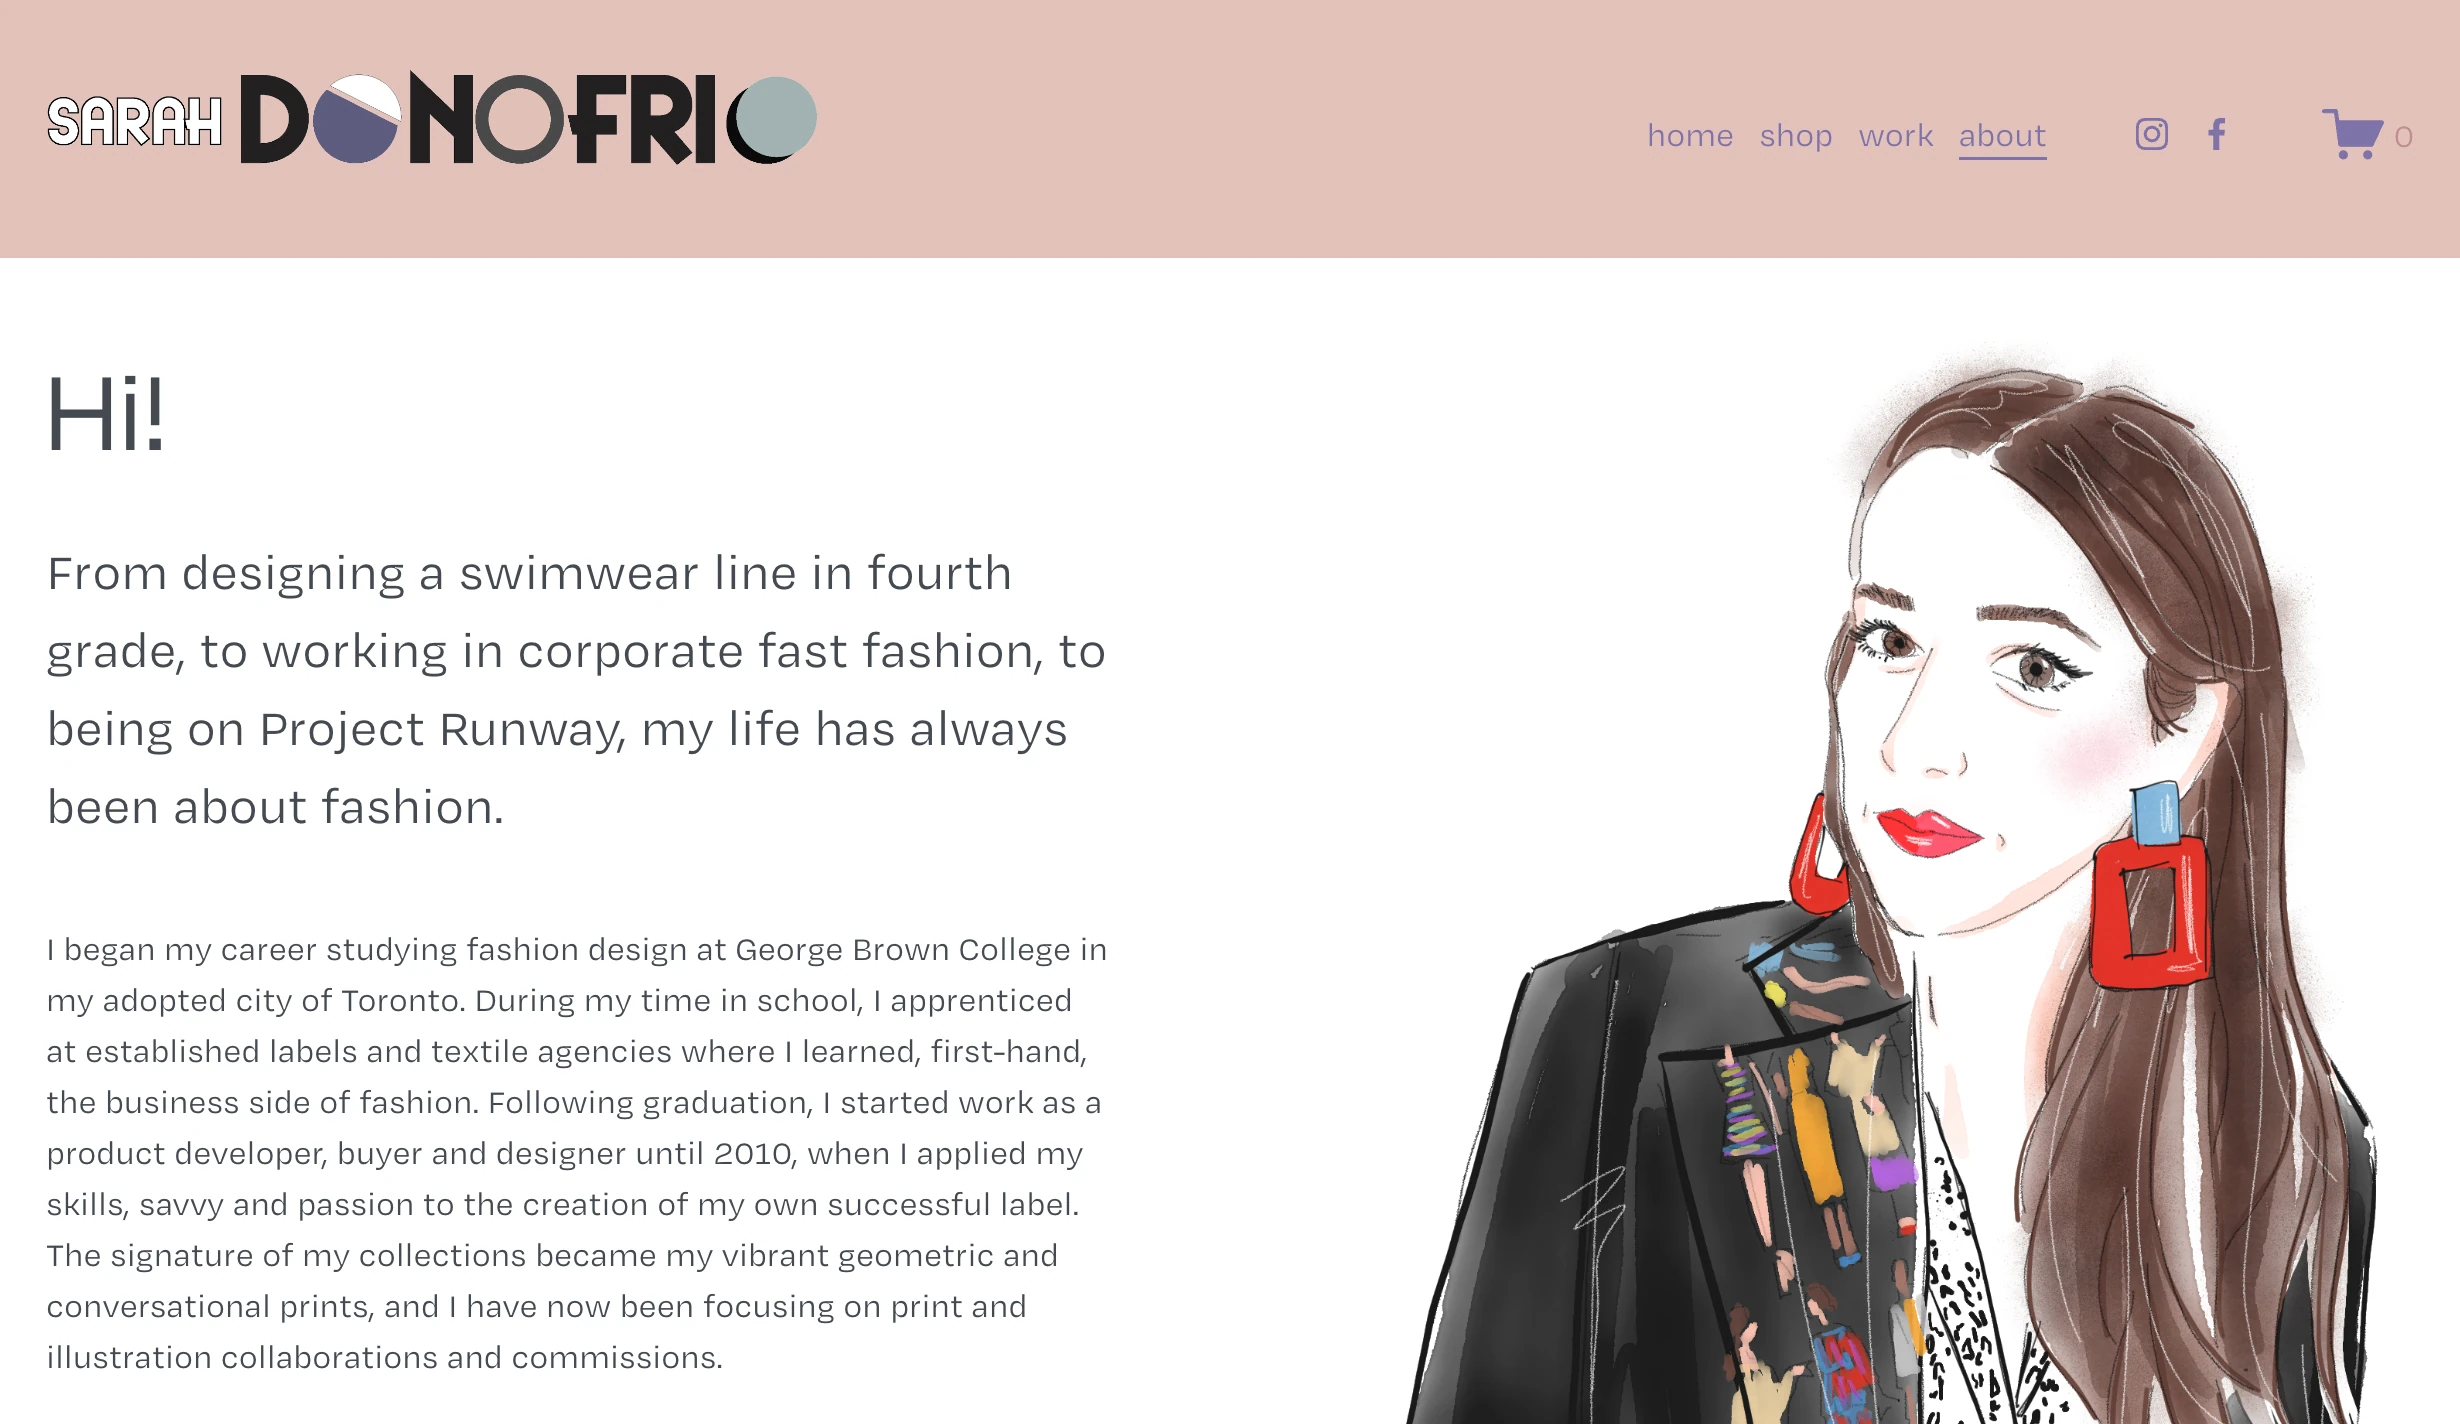 SARAH DONOFRIO
home shop work about 0
Hi!
From designing a swimwear line in fourth
grade, to working in corporate fast fashion, to
being on Project Runway, my life has always
been about fashion.
I began my career studying fashion design at George Brown College in
my adopted city of Toronto. During my time in school, I apprenticed
at established labels and textile agencies where I learned, first-hand,
the business side of fashion. Following graduation, I started work as a
product developer, buyer and designer until 2010, when I applied my
skills, savvy and passion to the creation of my own successful label.
The signature of my collections became my vibrant geometric and
conversational prints, and I have now been focusing on print and
illustration collaborations and commissions.